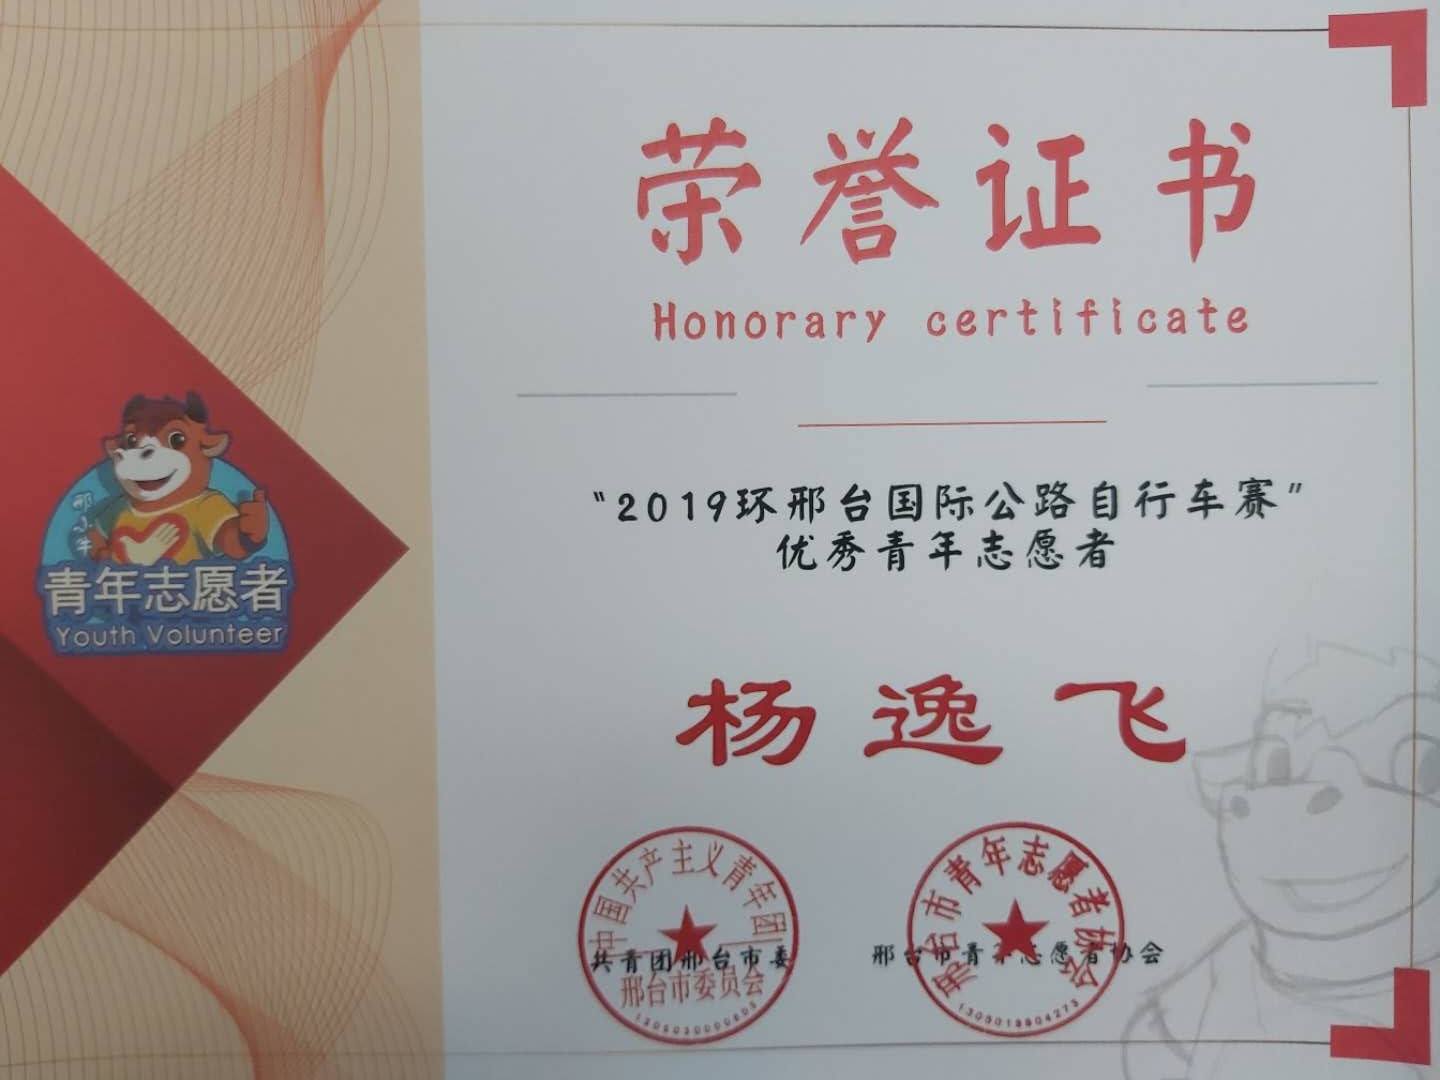 荣誉证书
Honorary certificate
“2019环邢台国际公路自行车赛”
优秀青年志愿者
杨逸飞
邢小牛
青年志愿者
Youth Volunteer
中国共产主义青年团
共青团邢台市委
邢台市委员会
邢台市青年志愿者协会
邢台市青年志愿者协会